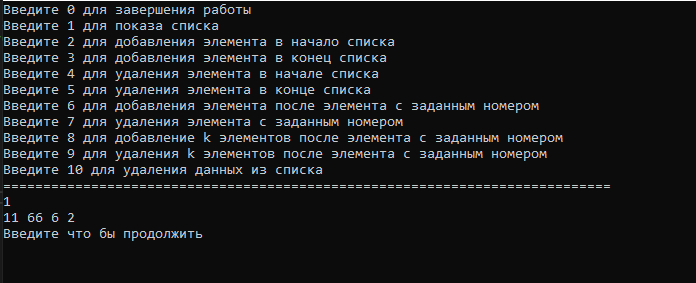 Введите 0 для завершения работы
Введите 1 для показа списка
Введите 2 для добавления элемента в начало списка
Введите 3 для добавления элемента в конец списка
Введите 4 для удаления элемента в начале списка
Введите 5 для удаления элемента в конце списка
Введите 6 для добавления элемента после элемента с заданным номером
Введите 7 для удаления элемента с заданным номером
Введите 8 для добавление k элементов после элемента с заданным номером
Введите 9 для удаления k элементов после элемента с заданным номером
Введите 10 для удаления данных из списка
============================================================================
1
11 66 6 2
Введите что бы продолжить